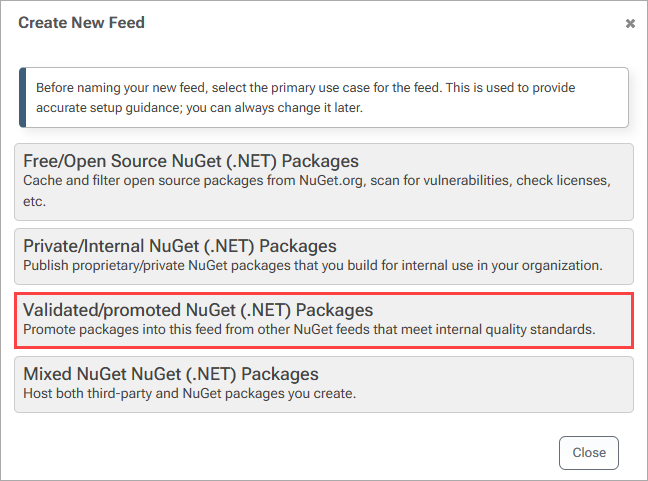 Create New Feed
Before naming your new feed, select the primary use case for the feed. This is used to provide
accurate setup guidance; you can always change it later.
Free/Open Source NuGet (.NET) Packages
Cache and filter open source packages from NuGet.org, scan for vulnerabilities, check licenses,
etc.
Private/Internal NuGet (.NET) Packages
Publish proprietary/private NuGet packages that you build for internal use in your organization.
Validated/promoted NuGet (.NET) Packages
Promote packages into this feed from other NuGet feeds that meet internal quality standards.
Mixed NuGet NuGet (.NET) Packages
Host both third-party and NuGet packages you create.
Close